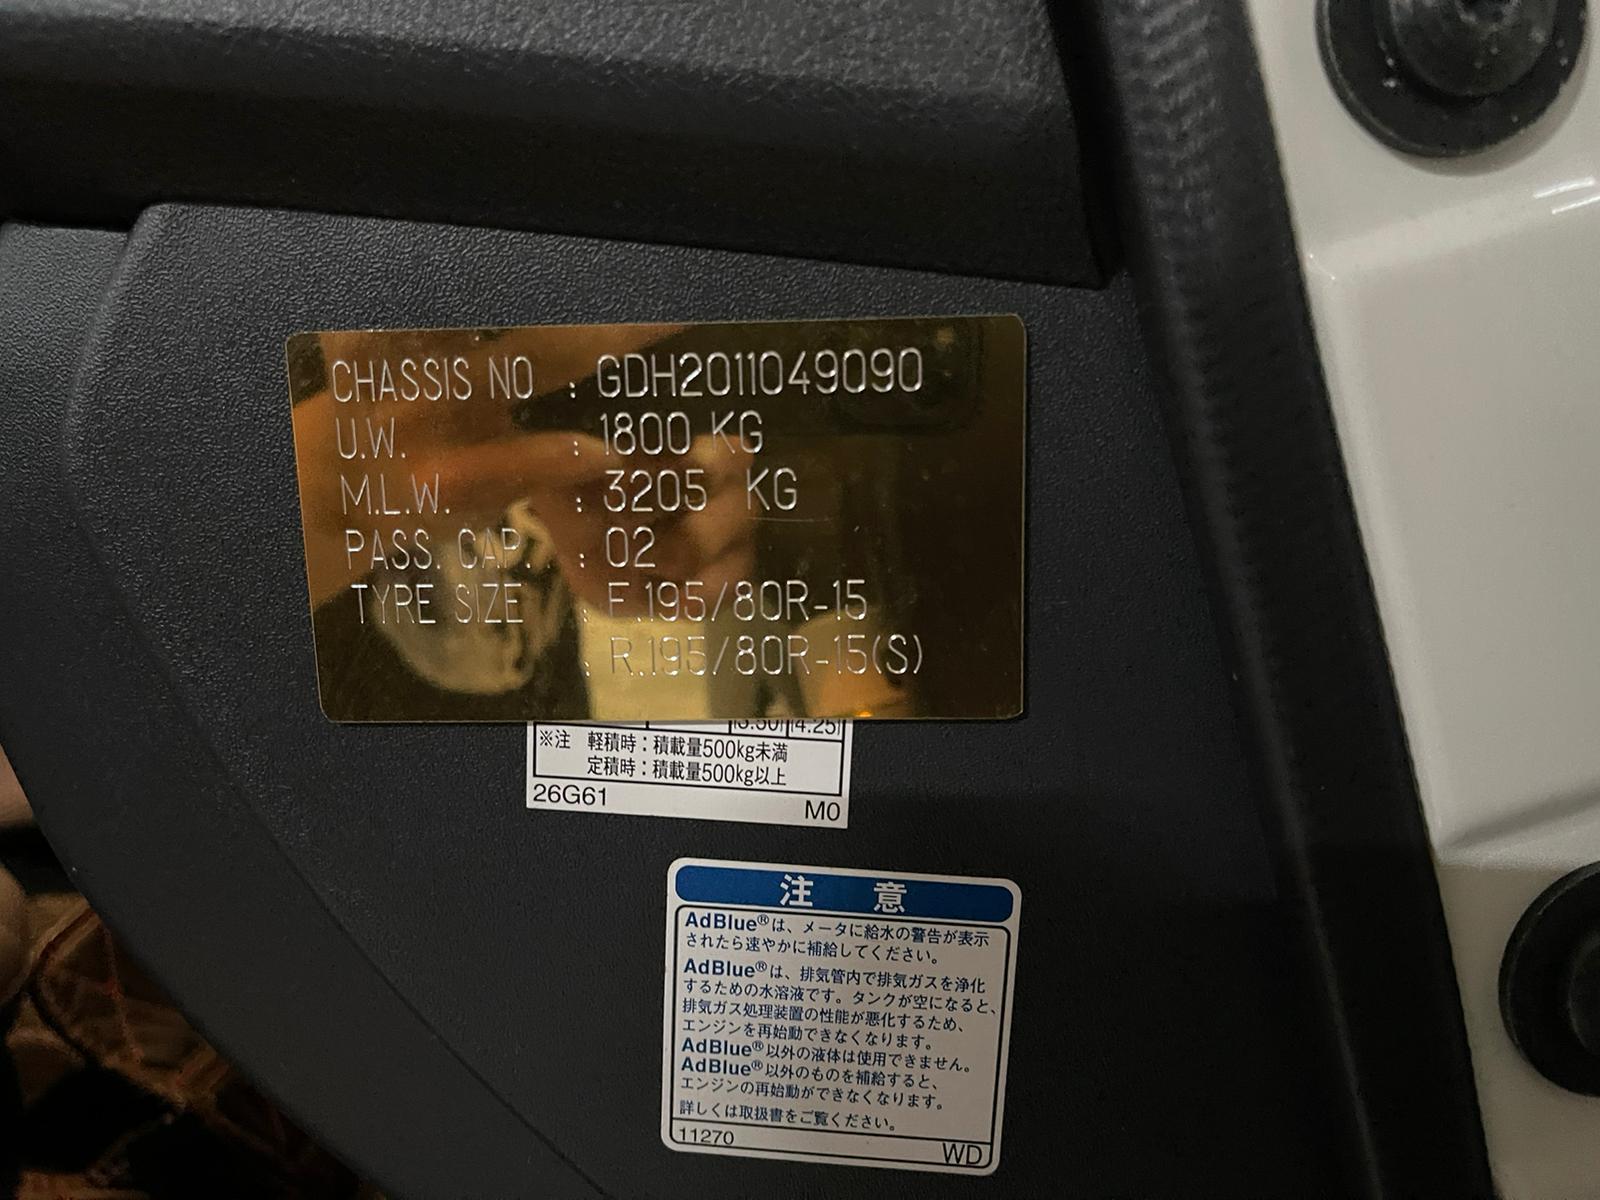 CHASSIS NO : GDH2011049090
U.W. : 1800 KG
M.L.W. : 3205 KG
PASS. CAP. : 02
TYRE SIZE : F.195/80R-15
: R.195/80R-15(S)
3.50) 4.25)
※注 軽積時：積載量500kg未満
定積時：積載量500kg以上
26G61 M0
注意
AdBlue®は、メータに給水の警告が表示
されたら速やかに補給してください。
AdBlue®は、排気管内で排気ガスを浄化
するための水溶液です。タンクが空になると、
排気ガス処理装置の性能が悪化するため、
エンジンを再始動できなくなります。
AdBlue®以外の液体は使用できません。
AdBlue®以外のものを補給すると、
エンジンの再始動ができなくなります。
詳しくは取扱書をご覧ください。
11270 WD